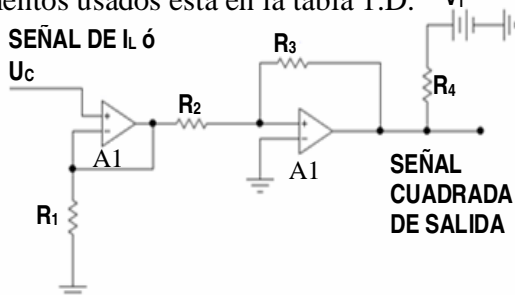 mentos usados está en la tabla 1.D.
SEÑAL DE IL ó
UC
R3
R2
R4
A1
A1
R1
SEÑAL
CUADRADA
DE SALIDA